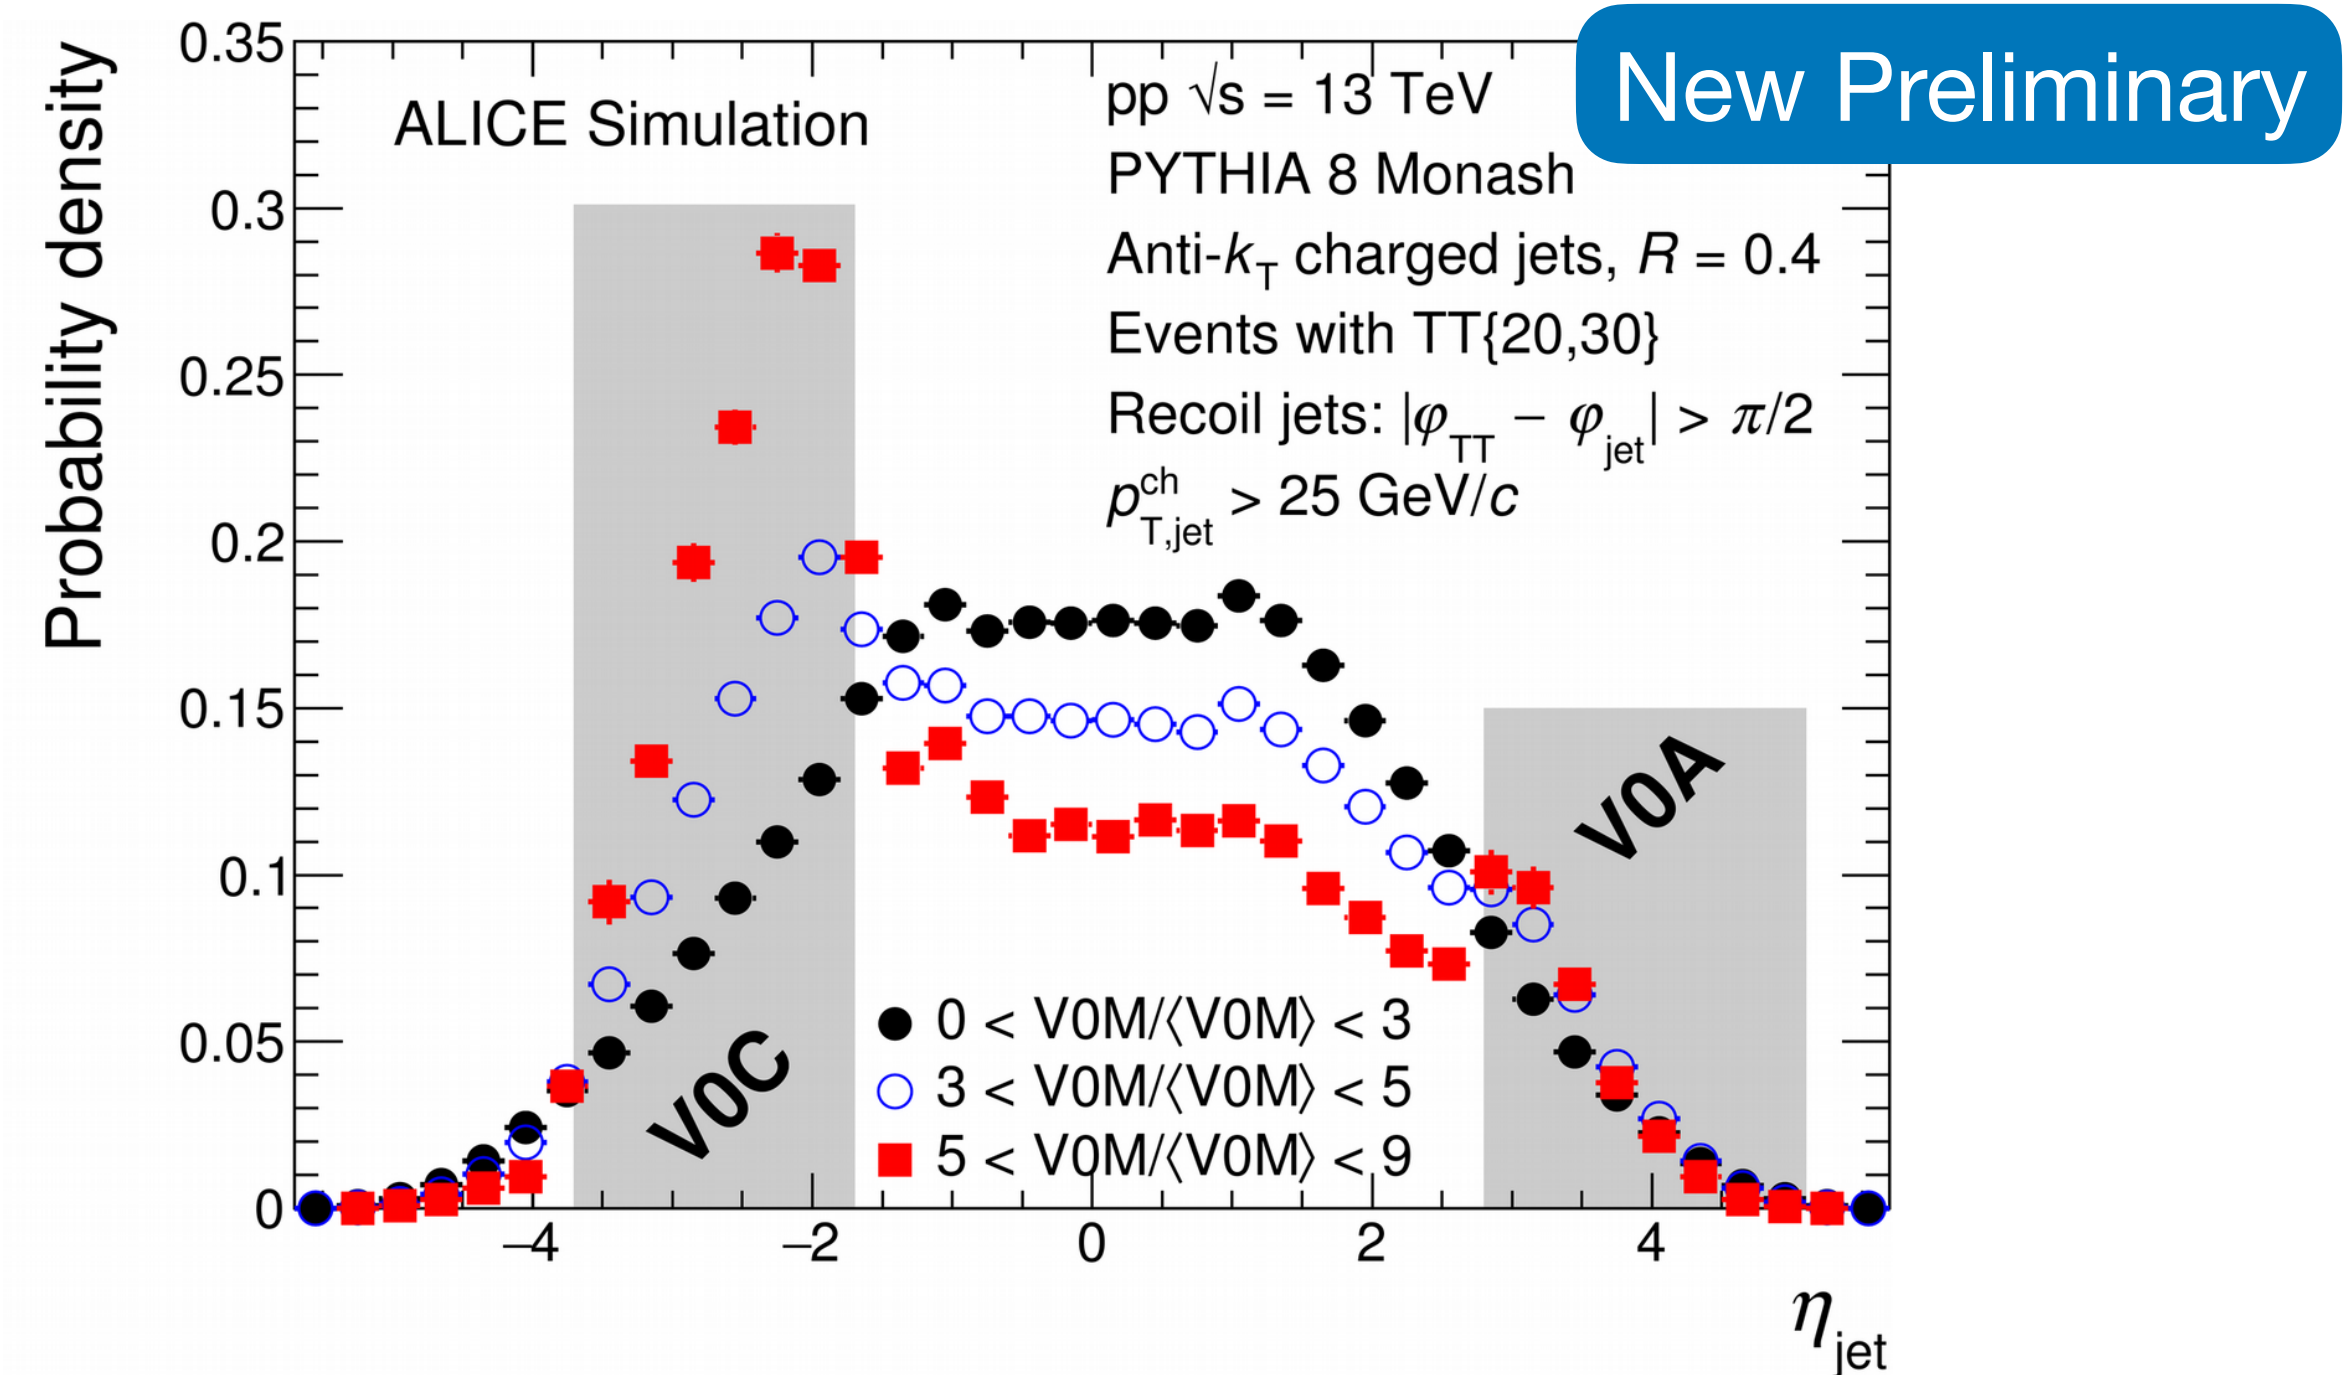 New Preliminary
Probability density
0.35
0.3
0.25
0.2
0.15
0.1
0.05
0
ALICE Simulation
pp √s = 13 TeV
PYTHIA 8 Monash
Anti-kT charged jets, R = 0.4
Events with TT{20,30}
Recoil jets: |φTT − φjet| > π/2
p^ch_T,jet > 25 GeV/c
V0C
V0A
0 < V0M/⟨V0M⟩ < 3
3 < V0M/⟨V0M⟩ < 5
5 < V0M/⟨V0M⟩ < 9
−4 −2 0 2 4
ηjet